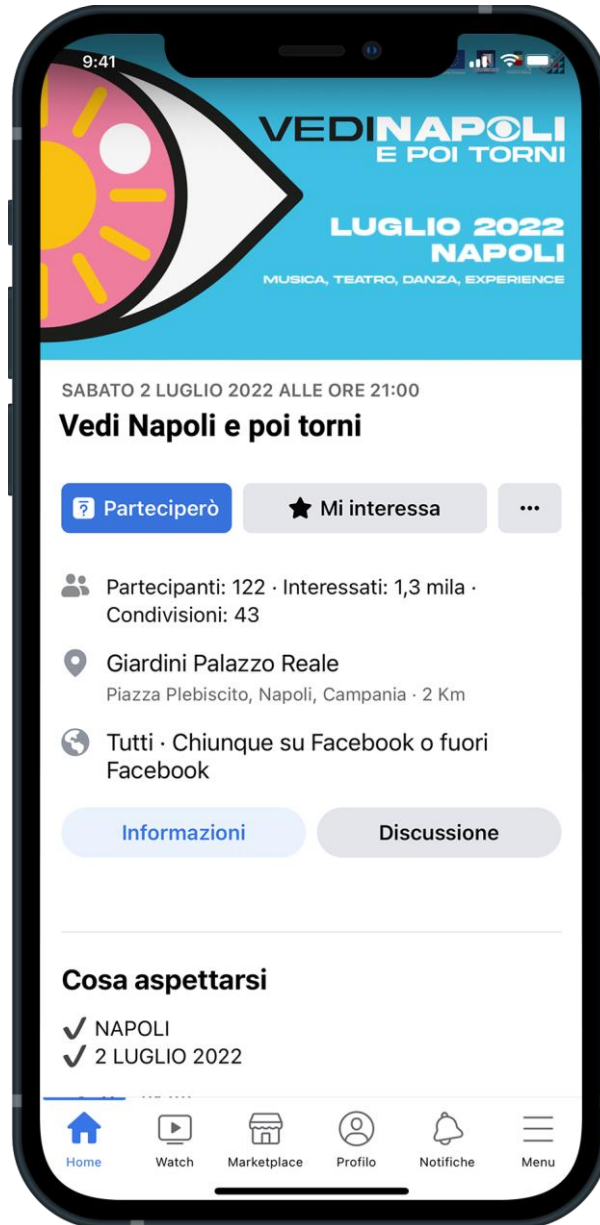 9:41
VEDINAPOLI
E POI TORNI
LUGLIO 2022
NAPOLI
MUSICA, TEATRO, DANZA, EXPERIENCE
SABATO 2 LUGLIO 2022 ALLE ORE 21:00
Vedi Napoli e poi torni
Parteciperò
Mi interessa
Partecipanti: 122 · Interessati: 1,3 mila ·
Condivisioni: 43
Giardini Palazzo Reale
Piazza Plebiscito, Napoli, Campania · 2 Km
Tutti · Chiunque su Facebook o fuori
Facebook
Informazioni
Discussione
Cosa aspettarsi
✓ NAPOLI
✓ 2 LUGLIO 2022
Home
Watch
Marketplace
Profilo
Notifiche
Menu